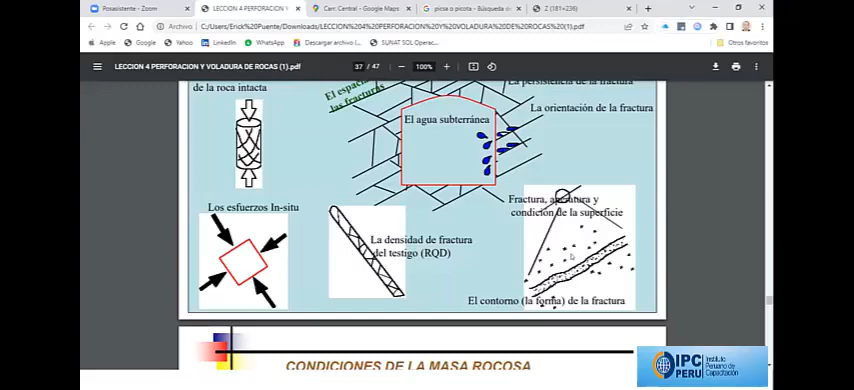 Posasistente - Zoom
LECCION 4 PERFORACION Y V
Carr. Central - Google Maps
picsa o picota - Búsqueda de
Z (181+236)
Archivo
C:/Users/Erick%20Puente/Downloads/LECCION%204%20PERFORACION%20Y%20VOLADURA%20DE%20ROCAS%20(1).pdf
Apple
Google
Yahoo
LinkedIn
WhatsApp
Descargar archivo |...
SUNAT SOL Operac...
Otros favoritos
LECCION 4 PERFORACION Y VOLADURA DE ROCAS (1).pdf
37 / 47
100%
de la roca intacta
El espacia
las fracturas
La persistencia de la fractura
La orientación de la fractura
El agua subterránea
Los esfuerzos In-situ
La densidad de fractura
del testigo (RQD)
Fractura, apertura y
condición de la superficie
El contorno (la forma) de la fractura
CONDICIONES DE LA MASA ROCOSA
IPC
PERÚ
Instituto
Peruano de
Capacitación